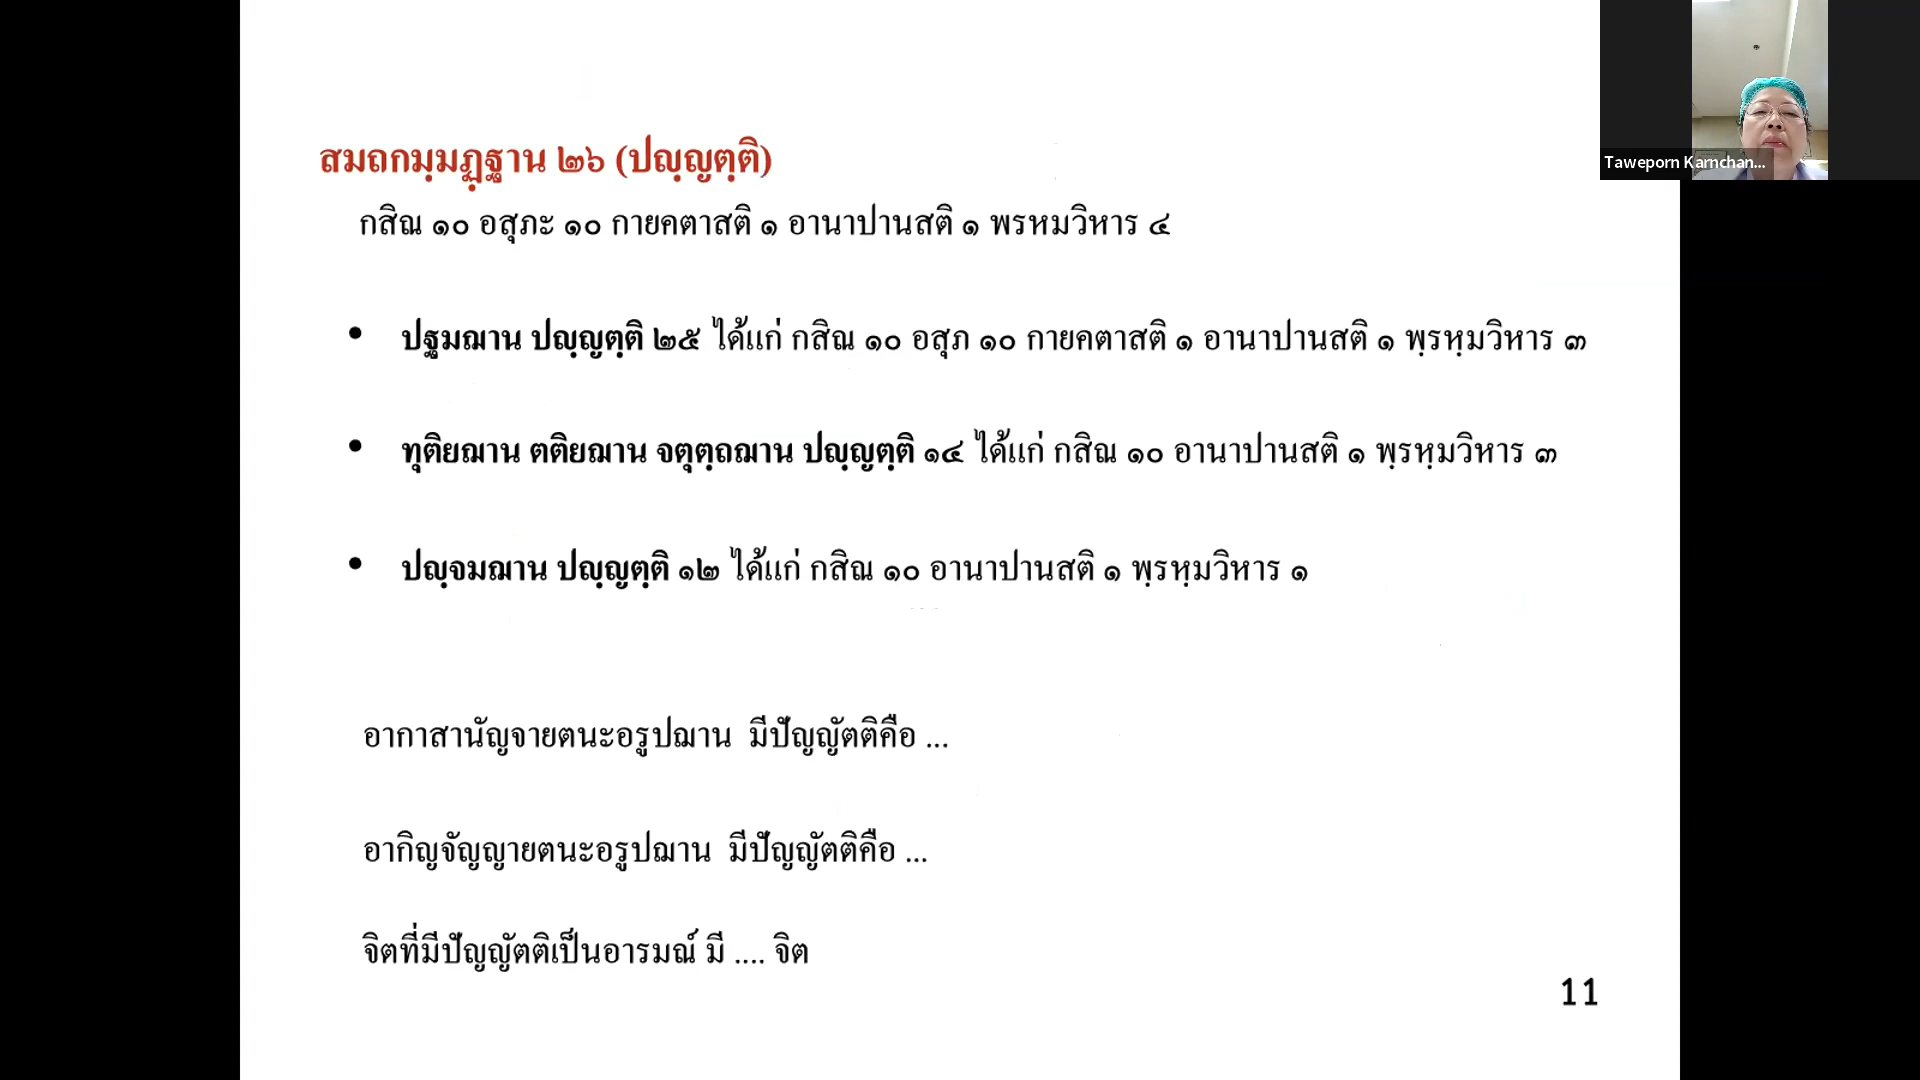 สมถกมฺมฏฺฐาน ๒๖ (ปญฺญตฺติ)
กสิณ ๑๐ อสุภะ ๑๐ กายคตาสติ ๑ อานาปานสติ ๑ พรหมวิหาร ๔
• ปฐมฌาน ปญฺญตฺติ ๒๕ ได้แก่ กสิณ ๑๐ อสุภ ๑๐ กายคตาสติ ๑ อานาปานสติ ๑ พฺรหฺมวิหาร ๓
• ทุติยฌาน ตติยฌาน จตุตฺถฌาน ปญฺญตฺติ ๑๔ ได้แก่ กสิณ ๑๐ อานาปานสติ ๑ พฺรหฺมวิหาร ๓
• ปญฺจมฌาน ปญฺญตฺติ ๑๒ ได้แก่ กสิณ ๑๐ อานาปานสติ ๑ พฺรหฺมวิหาร ๑
อากาสานัญจายตนะอรูปฌาน มีปัญญัตติคือ ...
อากิญจัญญายตนะอรูปฌาน มีปัญญัตติคือ ...
จิตที่มีปัญญัตติเป็นอารมณ์ มี .... จิต
11
Taweporn Karnchan...